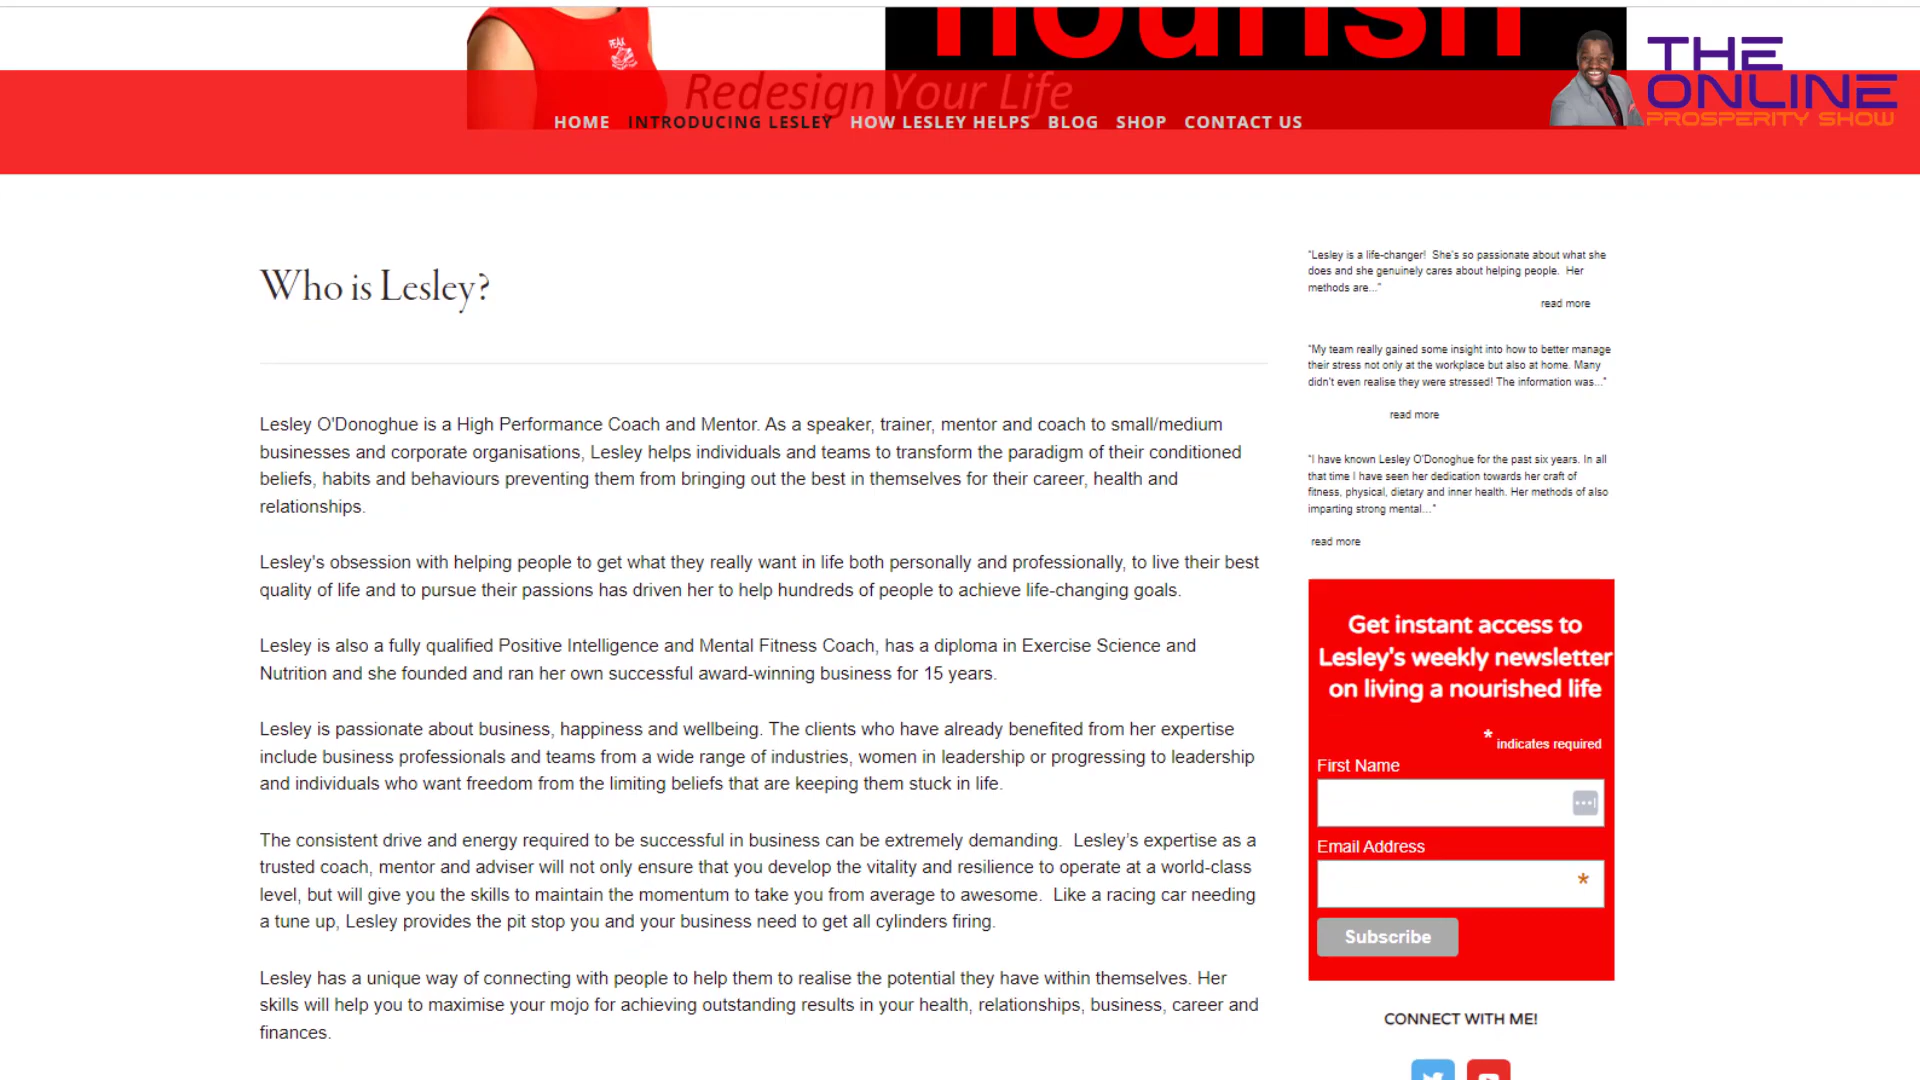 nourish
PEAK
Redesign Your Life
THE
ONLINE
PROSPERITY SHOW
HOME INTRODUCING LESLEY HOW LESLEY HELPS BLOG SHOP CONTACT US
Who is Lesley?
Lesley O'Donoghue is a High Performance Coach and Mentor. As a speaker, trainer, mentor and coach to small/medium
businesses and corporate organisations, Lesley helps individuals and teams to transform the paradigm of their conditioned
beliefs, habits and behaviours preventing them from bringing out the best in themselves for their career, health and
relationships.
Lesley's obsession with helping people to get what they really want in life both personally and professionally, to live their best
quality of life and to pursue their passions has driven her to help hundreds of people to achieve life-changing goals.
Lesley is also a fully qualified Positive Intelligence and Mental Fitness Coach, has a diploma in Exercise Science and
Nutrition and she founded and ran her own successful award-winning business for 15 years.
Lesley is passionate about business, happiness and wellbeing. The clients who have already benefited from her expertise
include business professionals and teams from a wide range of industries, women in leadership or progressing to leadership
and individuals who want freedom from the limiting beliefs that are keeping them stuck in life.
The consistent drive and energy required to be successful in business can be extremely demanding.  Lesley’s expertise as a
trusted coach, mentor and adviser will not only ensure that you develop the vitality and resilience to operate at a world-class
level, but will give you the skills to maintain the momentum to take you from average to awesome.  Like a racing car needing
a tune up, Lesley provides the pit stop you and your business need to get all cylinders firing.
Lesley has a unique way of connecting with people to help them to realise the potential they have within themselves. Her
skills will help you to maximise your mojo for achieving outstanding results in your health, relationships, business, career and
finances.
"Lesley is a life-changer!  She's so passionate about what she
does and she genuinely cares about helping people.  Her
methods are..."
read more
"My team really gained some insight into how to better manage
their stress not only at the workplace but also at home. Many
didn't even realise they were stressed! The information was..."
read more
"I have known Lesley O'Donoghue for the past six years. In all
that time I have seen her dedication towards her craft of
fitness, physical, dietary and inner health. Her methods of also
imparting strong mental..."
read more
Get instant access to
Lesley's weekly newsletter
on living a nourished life
* indicates required
First Name
Email Address
*
Subscribe
CONNECT WITH ME!